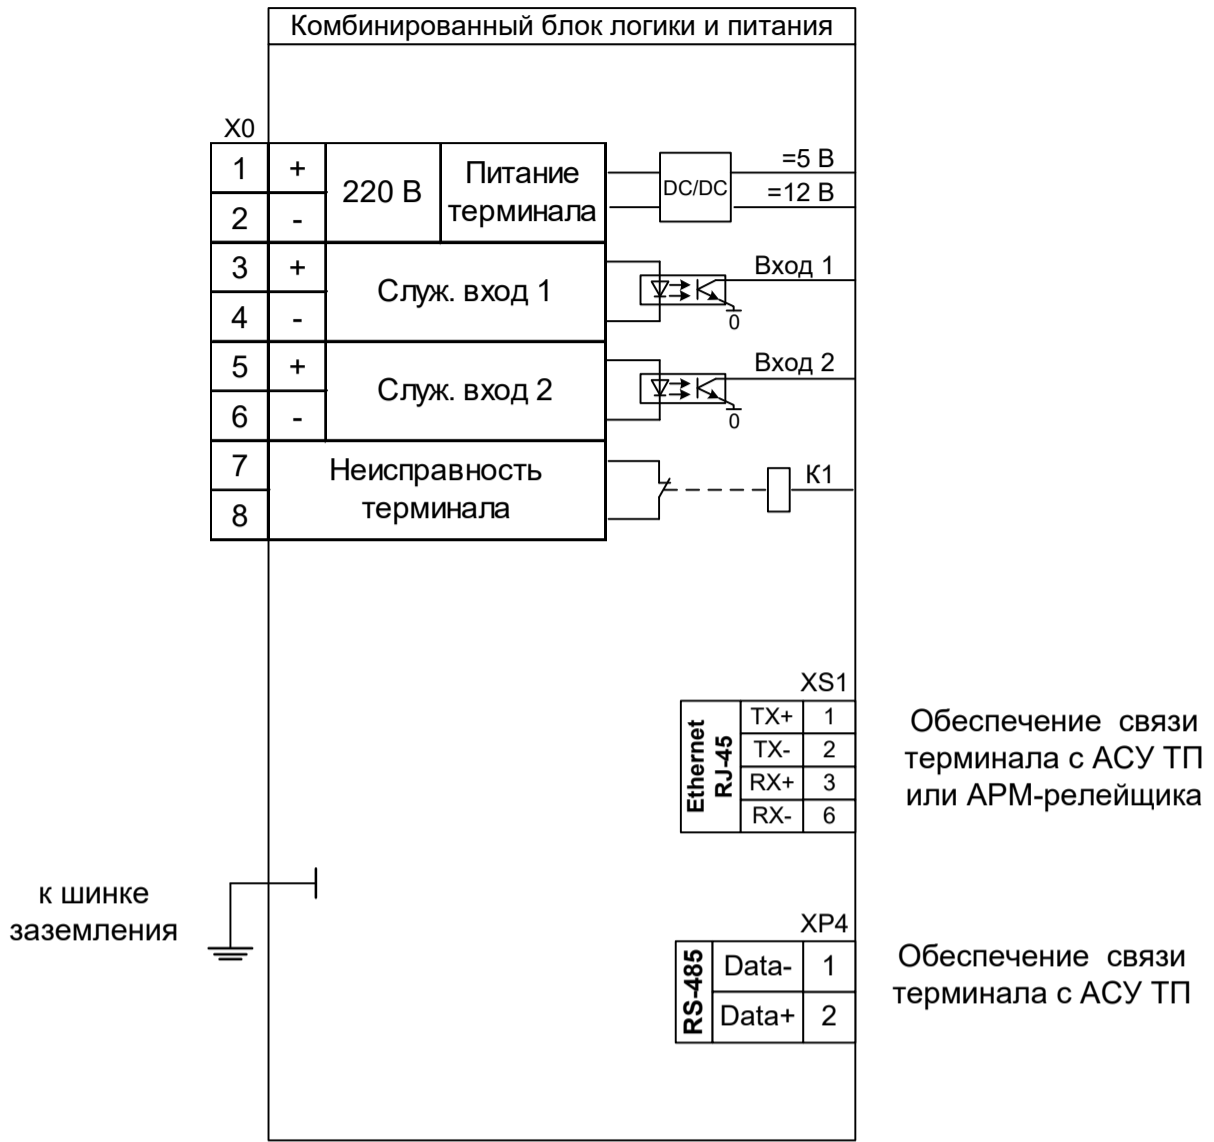 Комбинированный блок логики и питания
X0
1 + 220 В Питание терминала
2 -
DC/DC
=5 В
=12 В
3 + Служ. вход 1
4 -
Вход 1
0
5 + Служ. вход 2
6 -
Вход 2
0
7 Неисправность
8 терминала
К1
XS1
Ethernet
RJ-45
TX+ 1
TX- 2
RX+ 3
RX- 6
Обеспечение связи
терминала с АСУ ТП
или АРМ-релейщика
к шинке
заземления
XP4
RS-485
Data- 1
Data+ 2
Обеспечение связи
терминала с АСУ ТП